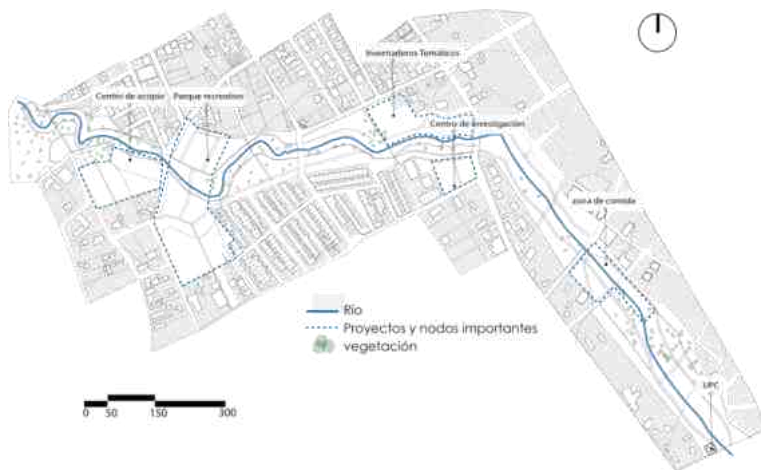 Invernaderos Temáticos
Centro de acopio
Parque recreativo
Centro de investigación
zona de comida
Río
Proyectos y nodos importantes
vegetación
UPC
0 50 150 300